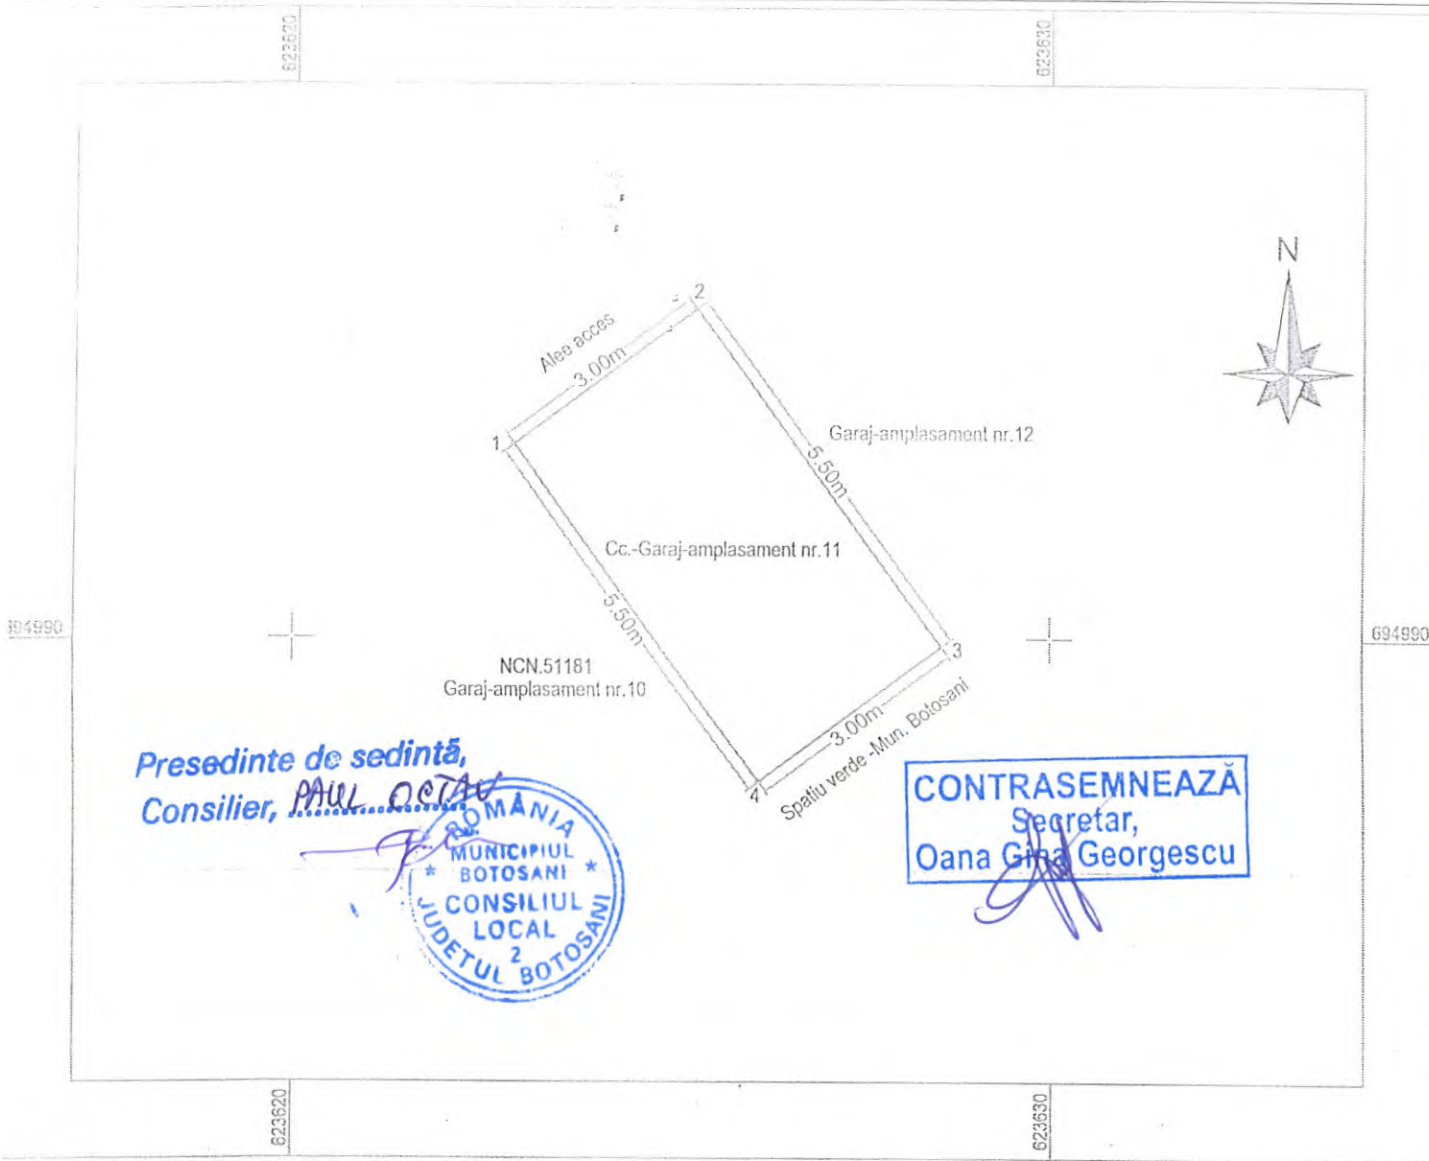 623620
623630
N
2
Alee acces
3.00m
1
Garaj-amplasament nr.12
5.50m
Cc.-Garaj-amplasament nr.11
5.50m
694990
3
694990
NCN.51181
Garaj-amplasament nr.10
3.00m
Spatiu verde -Mun. Botosani
4
Presedinte de sedintă,
Consilier, PAUL OCTAV
ROMÂNIA
MUNICIPIUL
BOTOSANI
CONSILIUL
LOCAL
2
JUDETUL BOTOSANI
CONTRASEMNEAZĂ
Secretar,
Oana Gina Georgescu
623620
623630